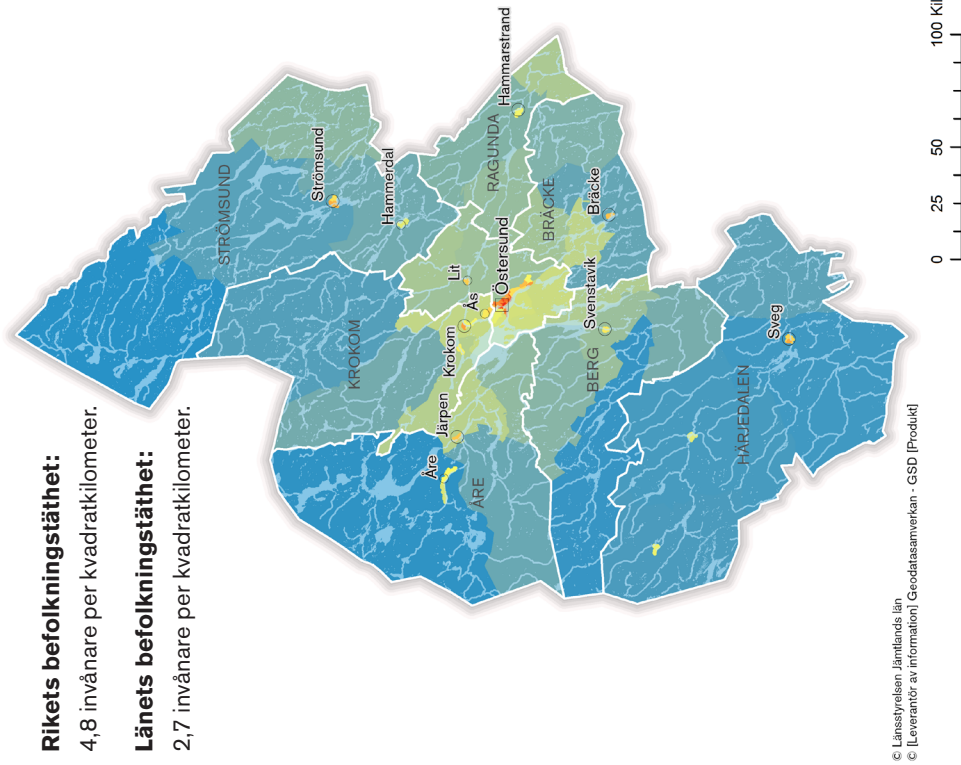 Rikets befolkningstäthet:
4,8 invånare per kvadratkilometer.
Länets befolkningstäthet:
2,7 invånare per kvadratkilometer.
STRÖMSUND
Strömsund
Hammerdal
KROKOM
Hammarstrand
RAGUNDA
Lit
Ås
Krokom
Östersund
Järpen
Åre
ÅRE
BRÄCKE
Bräcke
Svenstavik
BERG
Sveg
HÄRJEDALEN
0 25 50 100 Kil
© Länsstyrelsen Jämtlands län
© [Leverantör av information] Geodatasamverkan - GSD [Produkt]